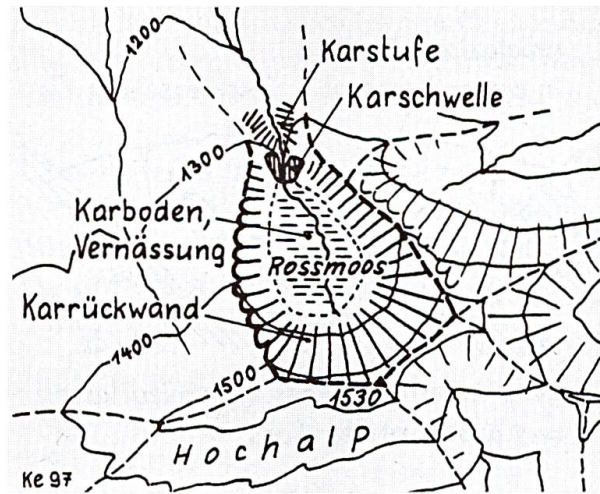 1200
Karstufe
Karschwelle
1300
Karboden,
Vernässung
Rossmoos
Karrückwand
1400
1500
1530
Hochalp
Ke 97